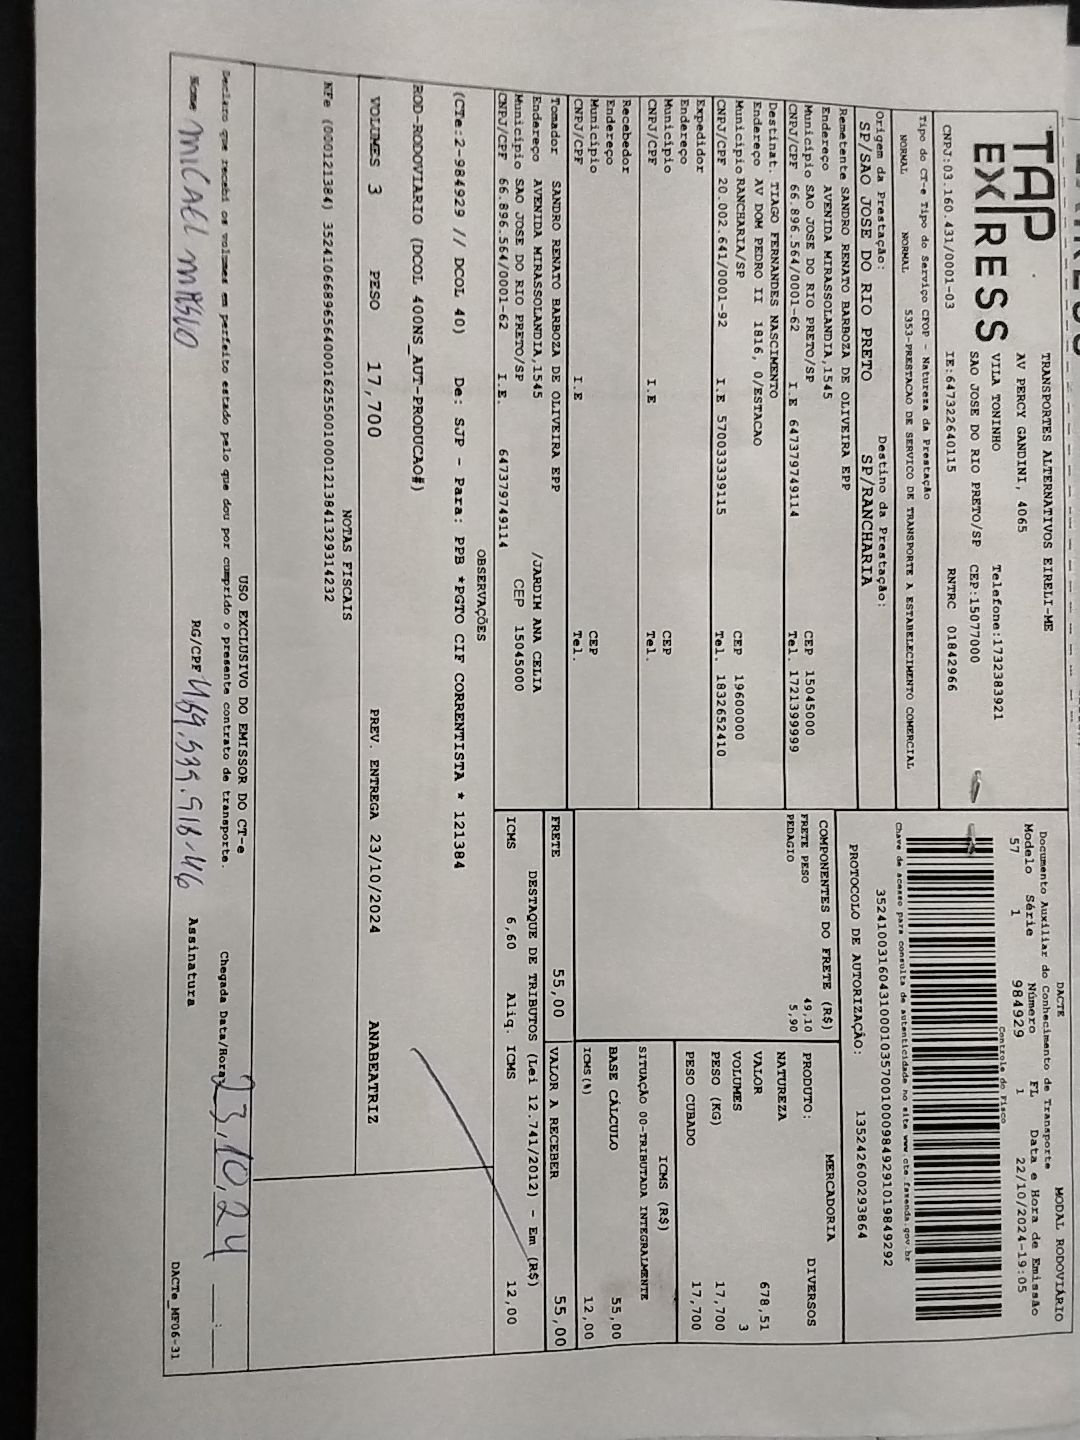 TAP EXPRESS
TRANSPORTES ALTERNATIVOS EIRELI-ME
AV PERCY GANDINI, 4065
VILA TONINHO Telefone:1732383921
SAO JOSE DO RIO PRETO/SP CEP:15077000
CNPJ:03.160.431/0001-03 IE:647322640115 RNTRC 01842966
Tipo do CT-e Tipo do Serviço CFOP - Natureza da Prestação
NORMAL NORMAL 5353-PRESTACAO DE SERVICO DE TRANSPORTE A ESTABELECIMENTO COMERCIAL
Origem da Prestação: Destino da Prestação:
SP/SAO JOSE DO RIO PRETO SP/RANCHARIA
Remetente SANDRO RENATO BARBOZA DE OLIVEIRA EPP
Endereço AVENIDA MIRASSOLANDIA,1545
Município SAO JOSE DO RIO PRETO/SP CEP 15045000
CNPJ/CPF 66.896.564/0001-62 I.E 647379749114 Tel. 1721399999
Destinat. TIAGO FERNANDES NASCIMENTO
Endereço AV DOM PEDRO II 1816, 0/ESTACAO
Município RANCHARIA/SP CEP 19600000
CNPJ/CPF 20.002.641/0001-92 I.E 570033339115 Tel. 1832652410
Expedidor
Endereço
Município CEP
CNPJ/CPF I.E Tel.
Recebedor
Endereço
Município CEP
CNPJ/CPF I.E Tel.
Tomador SANDRO RENATO BARBOZA DE OLIVEIRA EPP
Endereço AVENIDA MIRASSOLANDIA,1545 /JARDIM ANA CELIA
Município SAO JOSE DO RIO PRETO/SP CEP 15045000
CNPJ/CPF 66.896.564/0001-62 I.E. 647379749114
DACTE MODAL RODOVIÁRIO
Documento Auxiliar do Conhecimento de Transporte
Modelo Série Número FL Data e Hora de Emissão
57 1 984929 1 22/10/2024-19:05
Controle do Fisco
Chave de acesso para consulta de autenticidade no site www.cte.fazenda.gov.br
35241003160431000103570010009849291019849292
PROTOCOLO DE AUTORIZAÇÃO: 135242600293864
COMPONENTES DO FRETE (R$)
FRETE PESO 49,10
PEDAGIO 5,90
MERCADORIA
PRODUTO: DIVERSOS
NATUREZA
VALOR 678,51
VOLUMES 3
PESO (KG) 17,700
PESO CUBADO 17,700
ICMS (R$)
SITUAÇÃO 00-TRIBUTADA INTEGRALMENTE
BASE CÁLCULO 55,00
ICMS(%) 12,00
FRETE 55,00 VALOR A RECEBER 55,00
DESTAQUE DE TRIBUTOS (Lei 12.741/2012) - Em (R$)
ICMS 6,60 Aliq. ICMS 12,00
OBSERVAÇÕES
(CTe:2-984929 // DCOL 40) De: SJP - Para: PPB *PGTO CIF CORRENTISTA * 121384
ROD-RODOVIARIO (DCOL 400NS_AUT-PRODUCAO#)
VOLUMES 3 PESO 17,700 PREV. ENTREGA 23/10/2024 ANABEATRIZ
NOTAS FISCAIS
NFe (000121384) 35241066896564000162550010001213841329314232
USO EXCLUSIVO DO EMISSOR DO CT-e
Declaro que recebi os volumes em perfeito estado pelo que dou por cumprido o presente contrato de transporte. Chegada Data/Hora 23,10,24 __:__
Nome MICAEL RG/CPF 469.535.918-46 Assinatura
DACTe_MF06-31